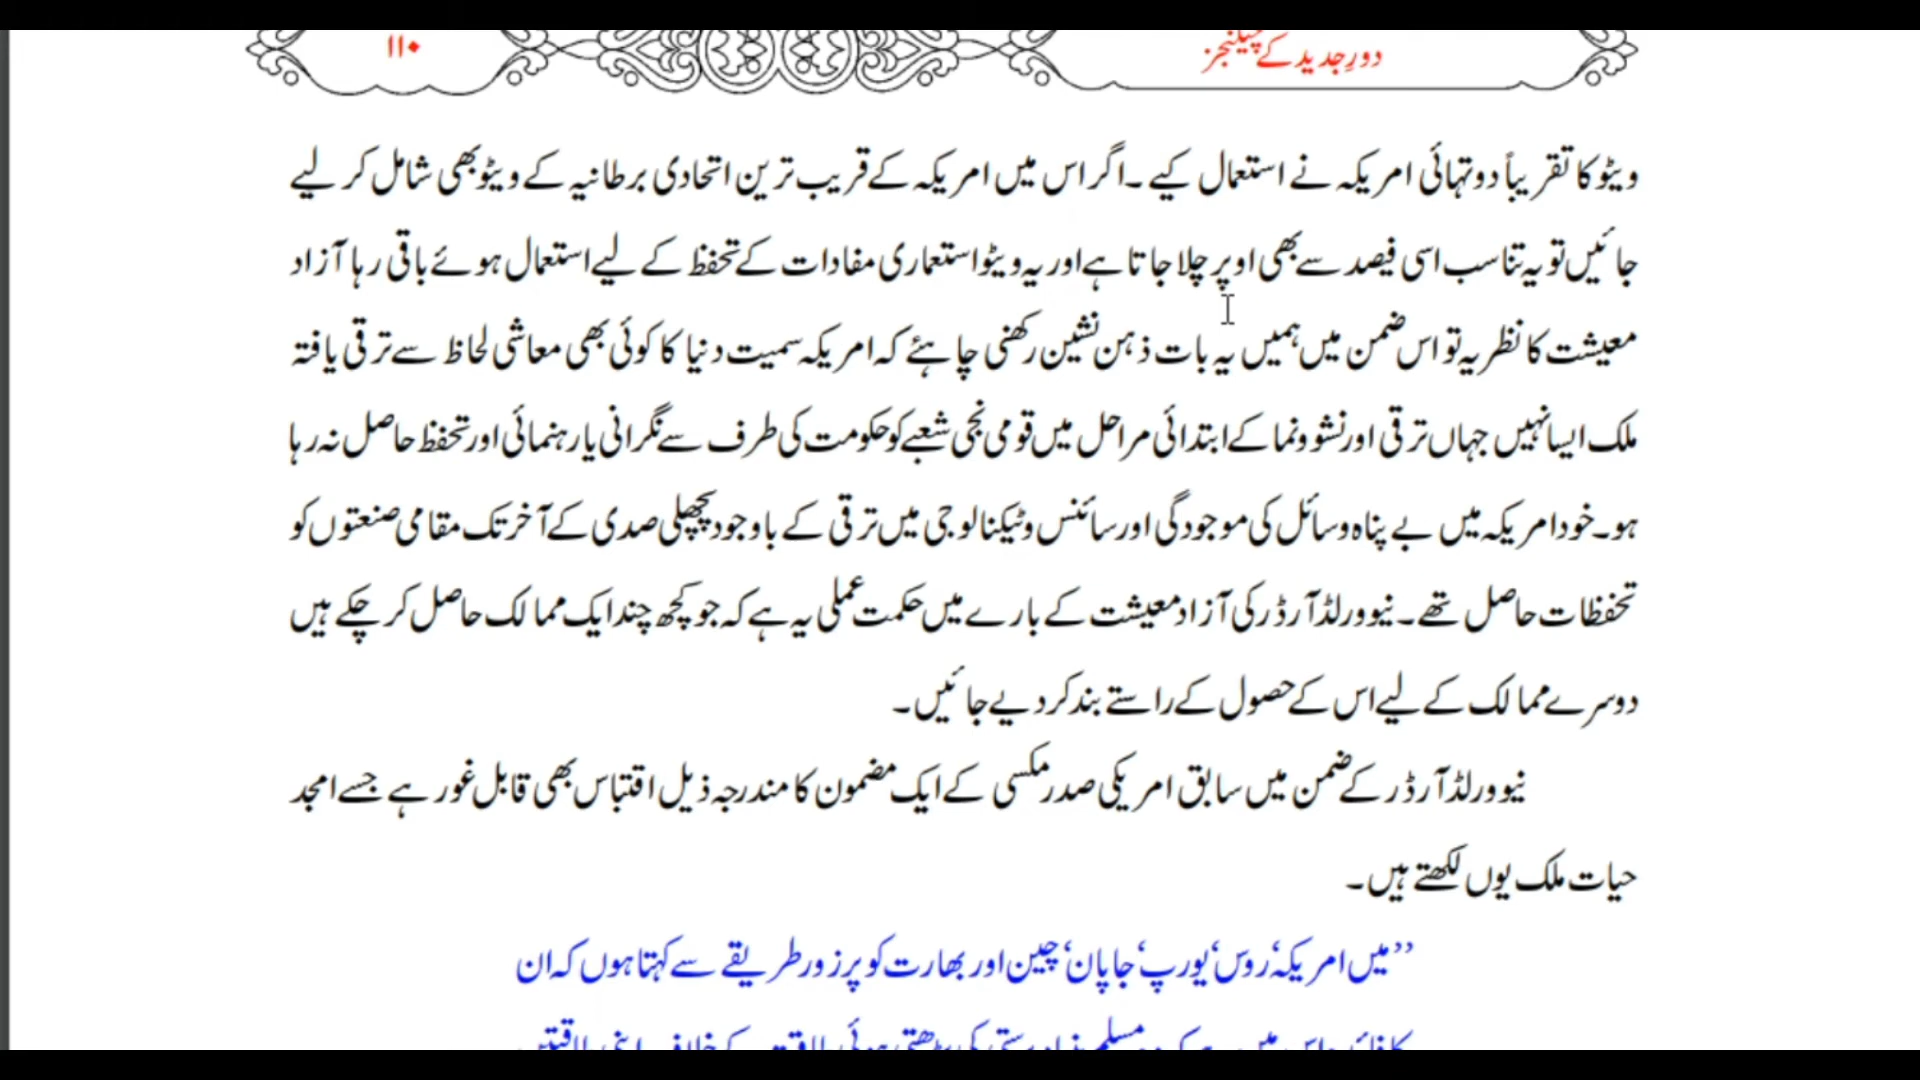 دورِ جدید کے چیلنجز
۱۱۰
ویٹو کا تقریباً دو تہائی امریکہ نے استعمال کیے ۔ اگر اس میں امریکہ کے قریب ترین اتحادی برطانیہ کے ویٹو بھی شامل کر لیے
جائیں تو یہ تناسب اسی فیصد سے بھی اوپر چلا جاتا ہے اور یہ ویٹو استعماری مفادات کے تحفظ کے لیے استعمال ہوئے باقی رہا آزاد
معیشت کا نظریہ تو اس ضمن میں ہمیں یہ بات ذہن نشین رکھنی چاہئے کہ امریکہ سمیت دنیا کا کوئی بھی معاشی لحاظ سے ترقی یافتہ
ملک ایسا نہیں جہاں ترقی اور نشوونما کے ابتدائی مراحل میں قومی نجی شعبے کو حکومت کی طرف سے نگرانی یا رہنمائی اور تحفظ حاصل نہ رہا
ہو۔ خود امریکہ میں بے پناہ وسائل کی موجودگی اور سائنس و ٹیکنالوجی میں ترقی کے باوجود پچھلی صدی کے آخر تک مقامی صنعتوں کو
تحفظات حاصل تھے۔ نیو ورلڈ آرڈر کی آزاد معیشت کے بارے میں حکمت عملی یہ ہے کہ جو کچھ چند ایک ممالک حاصل کر چکے ہیں
دوسرے ممالک کے لیے اس کے حصول کے راستے بند کر دیے جائیں۔
نیو ورلڈ آرڈر کے ضمن میں سابق امریکی صدر مکسی کے ایک مضمون کا مندرجہ ذیل اقتباس بھی قابل غور ہے جسے امجد
حیات ملک یوں لکھتے ہیں۔
’’میں امریکہ‘ روس‘ یورپ‘ جاپان‘ چین اور بھارت کو پرزور طریقے سے کہتا ہوں کہ ان